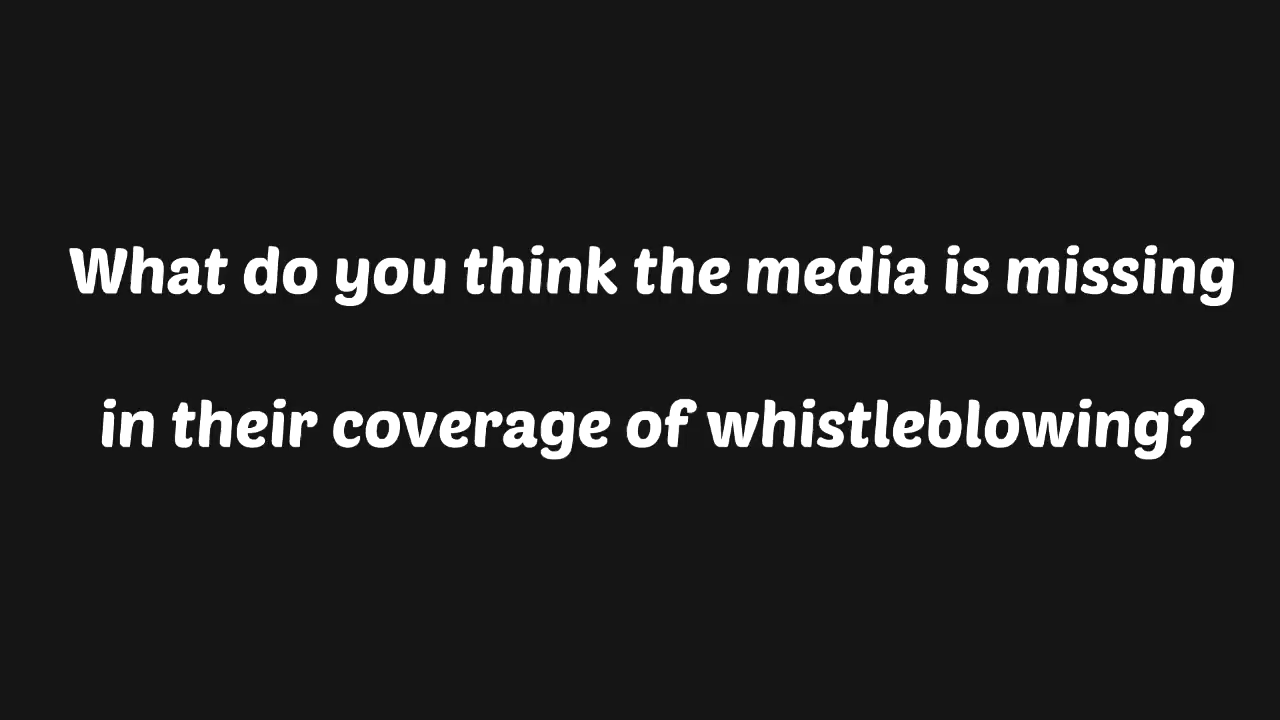 What do you think the media is missing
in their coverage of whistleblowing?